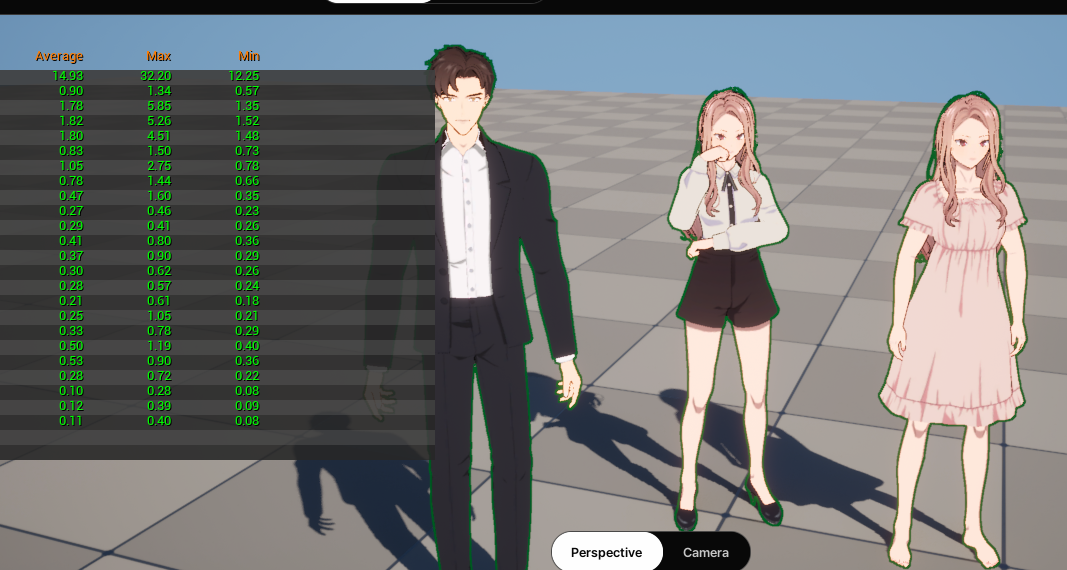 Average Max Min
14.93 32.20 12.25
0.90 1.34 0.57
1.78 5.85 1.35
1.82 5.26 1.52
1.80 4.51 1.48
0.83 1.50 0.73
1.05 2.75 0.78
0.78 1.44 0.66
0.47 1.60 0.35
0.27 0.46 0.23
0.29 0.41 0.26
0.41 0.80 0.36
0.37 0.90 0.29
0.30 0.62 0.26
0.28 0.57 0.24
0.21 0.61 0.18
0.25 1.05 0.21
0.33 0.78 0.29
0.50 1.19 0.40
0.53 0.90 0.36
0.28 0.72 0.22
0.10 0.28 0.08
0.12 0.39 0.09
0.11 0.40 0.08
Perspective Camera